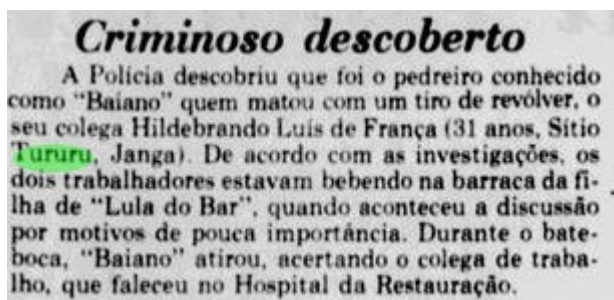 Criminoso descoberto
A Polícia descobriu que foi o pedreiro conhecido
como "Baiano" quem matou com um tiro de revólver, o
seu colega Hildebrando Luís de França (31 anos, Sítio
Tururu, Janga). De acordo com as investigações, os
dois trabalhadores estavam bebendo na barraca da fi-
lha de "Lula do Bar", quando aconteceu a discussão
por motivos de pouca importância. Durante o bate-
boca, "Baiano" atirou, acertando o colega de traba-
lho, que faleceu no Hospital da Restauração.